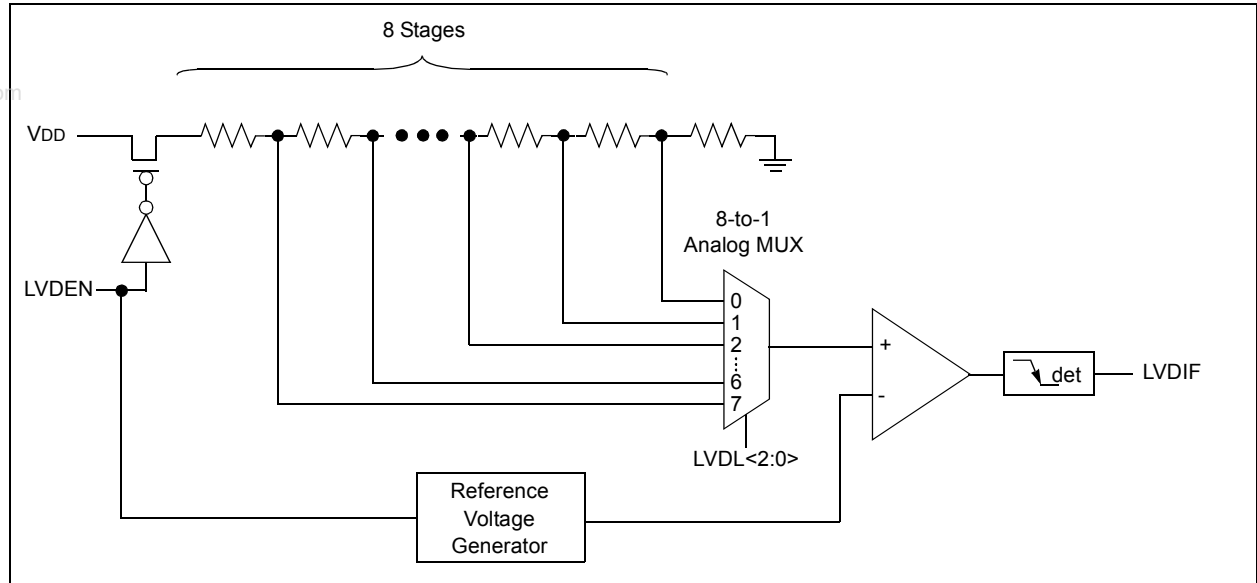 8 Stages
om
VDD
8-to-1
Analog MUX
LVDEN
0
1
2
6
7
+
-
det
LVDIF
LVDL<2:0>
Reference
Voltage
Generator